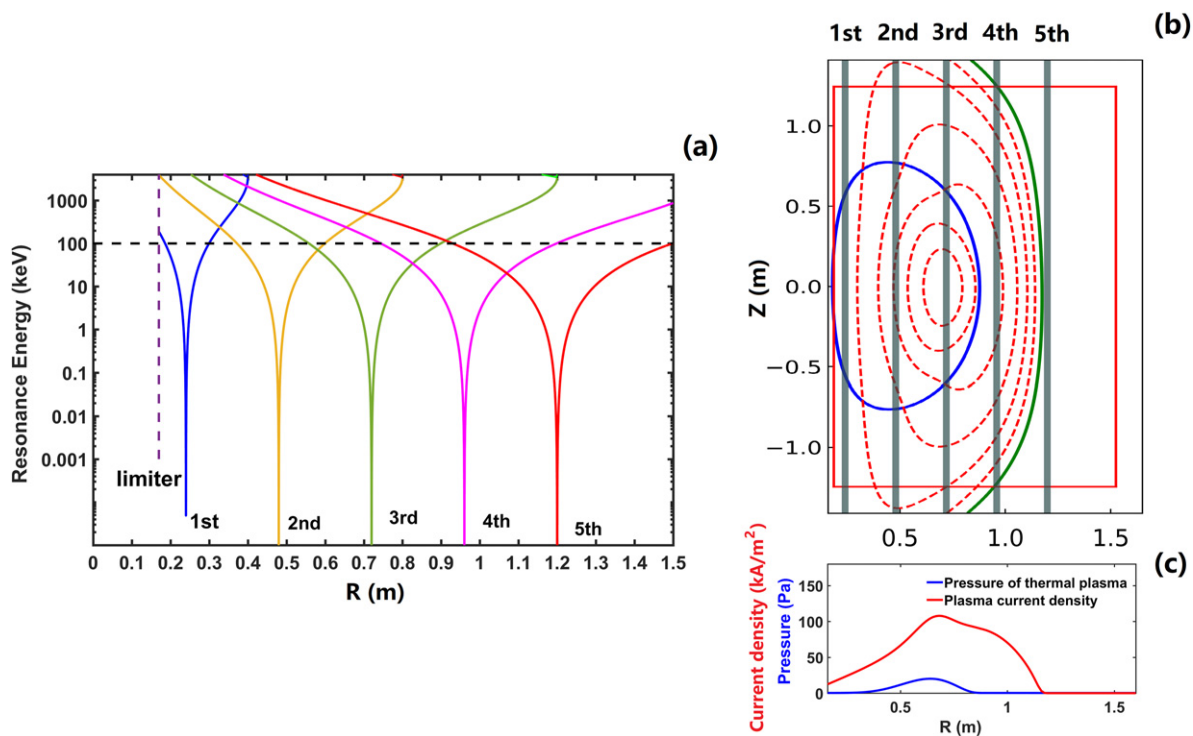 (a)
Resonance Energy (keV)
1000
100
10
1
0.1
0.01
0.001
limiter
1st
2nd
3rd
4th
5th
0 0.1 0.2 0.3 0.4 0.5 0.6 0.7 0.8 0.9 1 1.1 1.2 1.3 1.4 1.5
R (m)
1st 2nd 3rd 4th 5th
(b)
Z (m)
1.0
0.5
0.0
−0.5
−1.0
0.5 1.0 1.5
(c)
Current density (kA/m²)
Pressure (Pa)
150
100
50
0
Pressure of thermal plasma
Plasma current density
0.5 1 1.5
R (m)